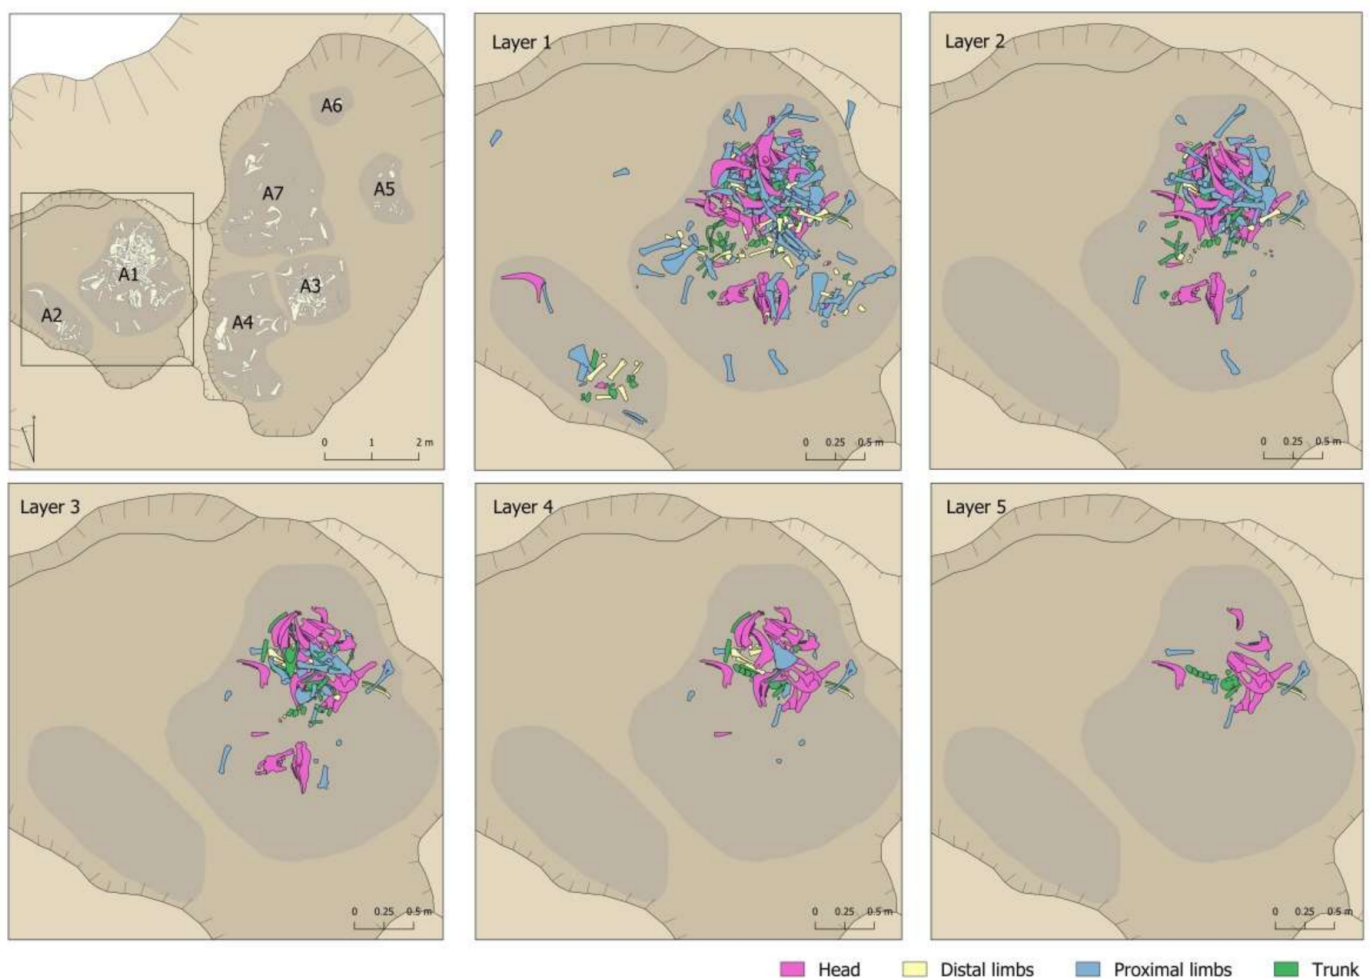 A6
A7
A5
A1
A3
A2
A4
0 1 2 m
Layer 1
0 0.25 0.5 m
Layer 2
0 0.25 0.5 m
Layer 3
0 0.25 0.5 m
Layer 4
0 0.25 0.5 m
Layer 5
0 0.25 0.5 m
Head Distal limbs Proximal limbs Trunk